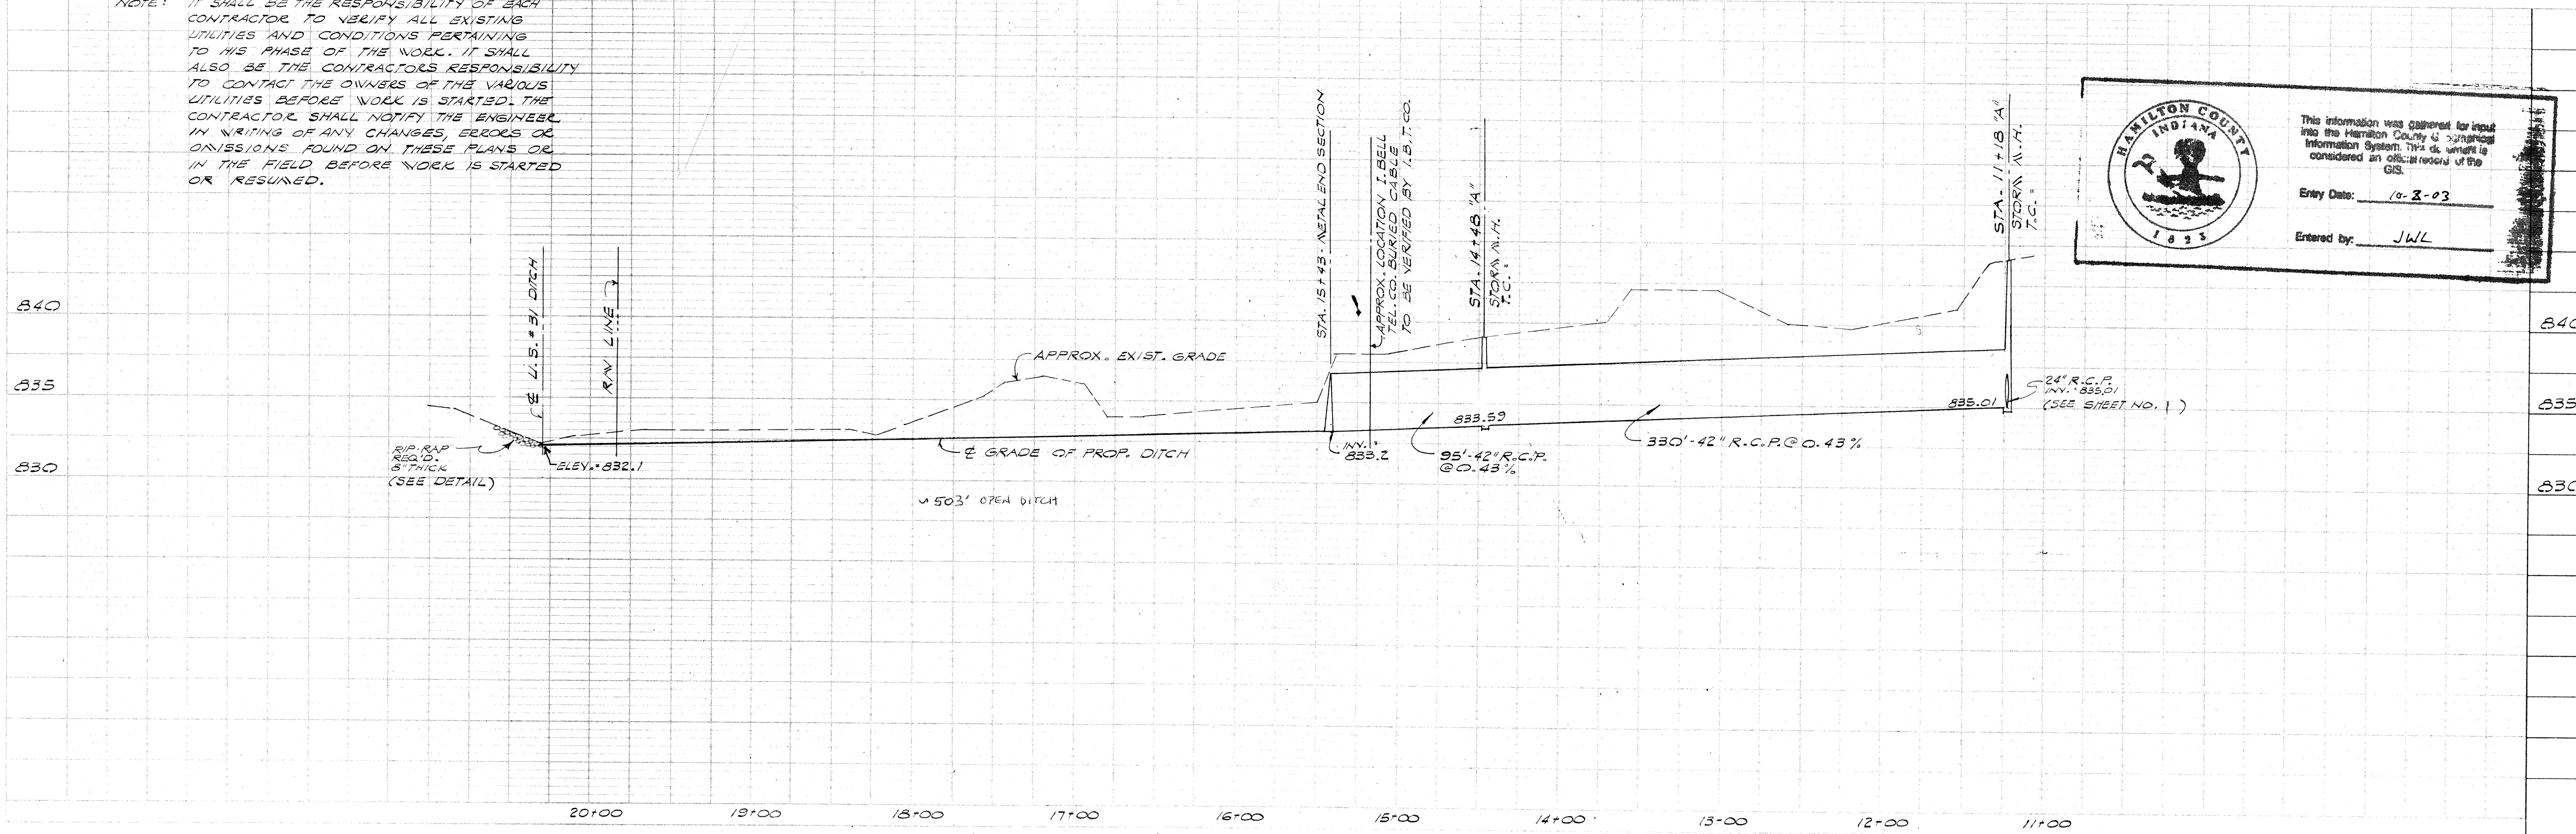 NOTE: IT SHALL BE THE RESPONSIBILITY OF EACH
CONTRACTOR TO VERIFY ALL EXISTING
UTILITIES AND CONDITIONS PERTAINING
TO HIS PHASE OF THE WORK. IT SHALL
ALSO BE THE CONTRACTORS RESPONSIBILITY
TO CONTACT THE OWNERS OF THE VARIOUS
UTILITIES BEFORE WORK IS STARTED. THE
CONTRACTOR SHALL NOTIFY THE ENGINEER
IN WRITING OF ANY CHANGES, ERRORS OR
OMISSIONS FOUND ON THESE PLANS OR
IN THE FIELD BEFORE WORK IS STARTED
OR RESUMED.
HAMILTON COUNTY
INDIANA
1823
This information was gathered for input
into the Hamilton County Geographical
Information System. This document is
considered an official record of the
GIS.
Entry Date: 10-8-03
Entered by: JWL
℄ U.S. #31 DITCH
R/W LINE
STA. 15+43 - METAL END SECTION
APPROX. LOCATION I. BELL
TEL. CO. BURIED CABLE
TO BE VERIFIED BY I.B.T. CO.
STA. 14+48 "A"
STORM M.H.
T.C. =
STA. 11+18 "A"
STORM M.H.
T.C. =
840
840
835
835
830
830
APPROX. EXIST. GRADE
RIP-RAP
REQ'D.
8" THICK
(SEE DETAIL)
ELEV. = 832.1
℄ GRADE OF PROP. DITCH
~ 503' OPEN DITCH
INV. =
833.2
833.59
95'-42" R.C.P.
@ 0.43%
330'-42" R.C.P. @ 0.43%
835.01
24" R.C.P.
INV. = 835.01
(SEE SHEET NO. 1)
20+00
19+00
18+00
17+00
16+00
15+00
14+00
13+00
12+00
11+00